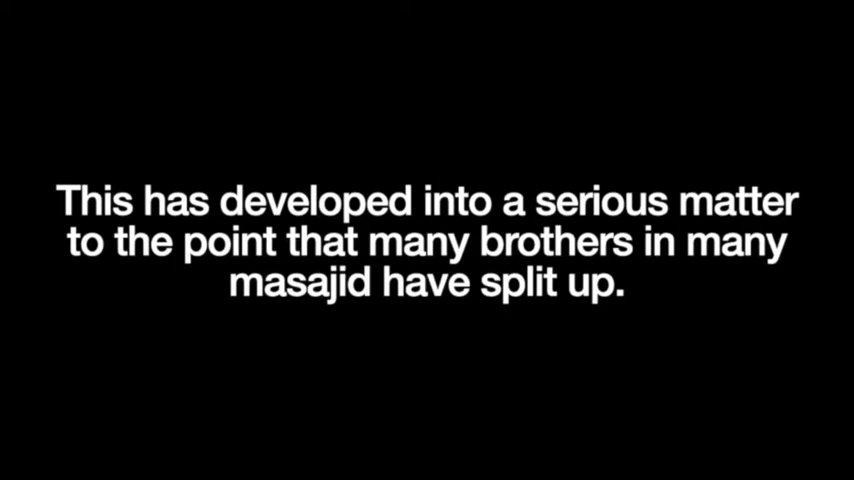 This has developed into a serious matter
to the point that many brothers in many
masajid have split up.